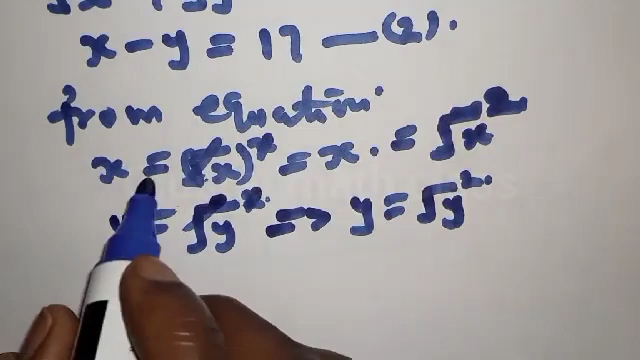 x - y = 17 — (2).
from equation
x = (√x)² = x. = √x²
y = √y² => y = √y².